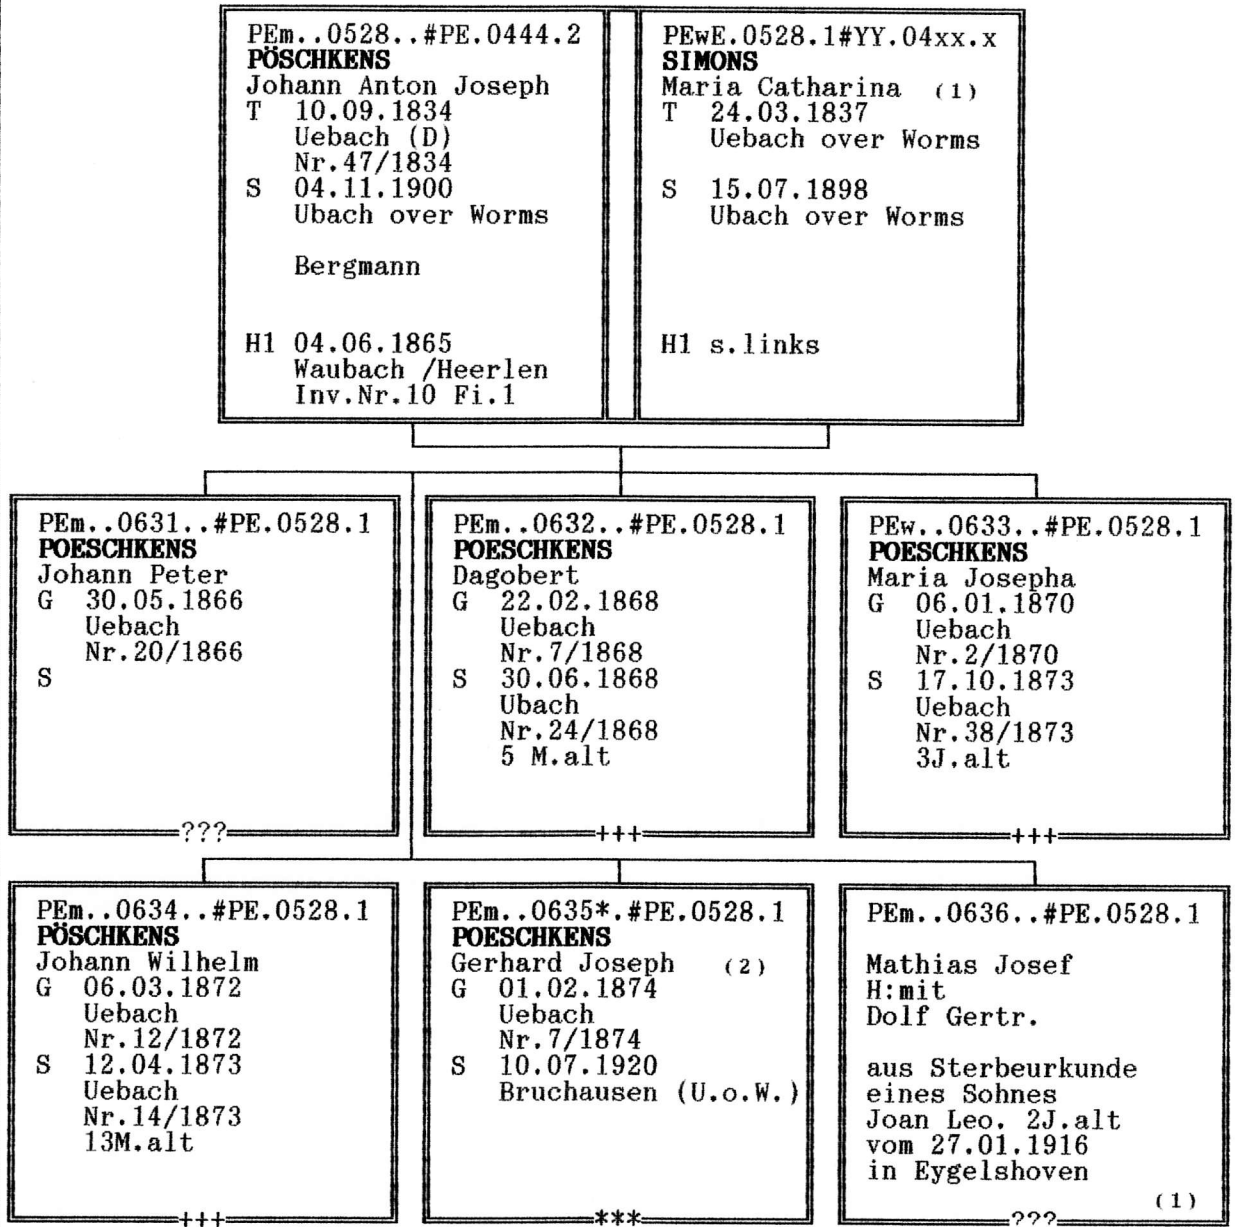 PEm..0528..#PE.0444.2
PÖSCHKENS
Johann Anton Joseph
T 10.09.1834
Uebach (D)
Nr.47/1834
S 04.11.1900
Ubach over Worms
Bergmann
H1 04.06.1865
Waubach /Heerlen
Inv.Nr.10 Fi.1
PEwE.0528.1#YY.04xx.x
SIMONS
Maria Catharina (1)
T 24.03.1837
Uebach over Worms
S 15.07.1898
Ubach over Worms
H1 s.links
PEm..0631..#PE.0528.1
POESCHKENS
Johann Peter
G 30.05.1866
Uebach
Nr.20/1866
S
???
PEm..0632..#PE.0528.1
POESCHKENS
Dagobert
G 22.02.1868
Uebach
Nr.7/1868
S 30.06.1868
Ubach
Nr.24/1868
5 M.alt
+++
PEw..0633..#PE.0528.1
POESCHKENS
Maria Josepha
G 06.01.1870
Uebach
Nr.2/1870
S 17.10.1873
Uebach
Nr.38/1873
3J.alt
+++
PEm..0634..#PE.0528.1
PÖSCHKENS
Johann Wilhelm
G 06.03.1872
Uebach
Nr.12/1872
S 12.04.1873
Uebach
Nr.14/1873
13M.alt
+++
PEm..0635*.#PE.0528.1
POESCHKENS
Gerhard Joseph (2)
G 01.02.1874
Uebach
Nr.7/1874
S 10.07.1920
Bruchausen (U.o.W.)
***
PEm..0636..#PE.0528.1
Mathias Josef
H:mit
Dolf Gertr.
aus Sterbeurkunde
eines Sohnes
Joan Leo. 2J.alt
vom 27.01.1916
in Eygelshoven
(1)
???